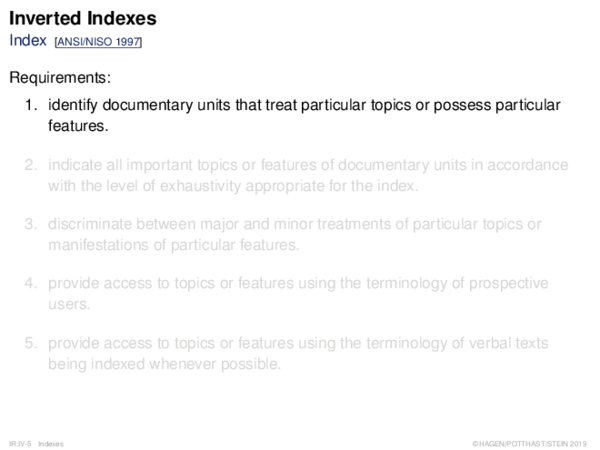 Inverted Indexes
Index [ANSI/NISO 1997]
Requirements:
1. identify documentary units that treat particular topics or possess particular
features.
2. indicate all important topics or features of documentary units in accordance
with the level of exhaustivity appropriate for the index.
3. discriminate between major and minor treatments of particular topics or
manifestations of particular features.
4. provide access to topics or features using the terminology of prospective
users.
5. provide access to topics or features using the terminology of verbal texts
being indexed whenever possible.
IR:IV-5 Indexes ©HAGEN/POTTHAST/STEIN 2019